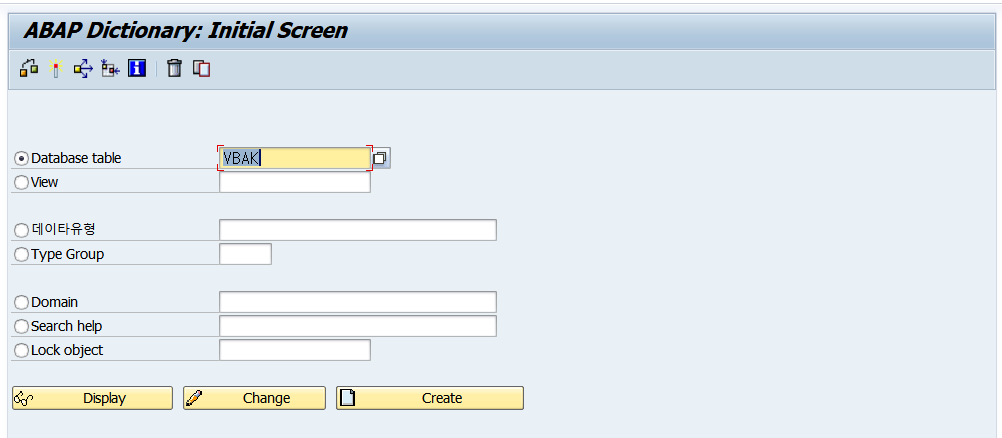 ABAP Dictionary: Initial Screen
Database table VBAK
View
데이타유형
Type Group
Domain
Search help
Lock object
Display Change Create